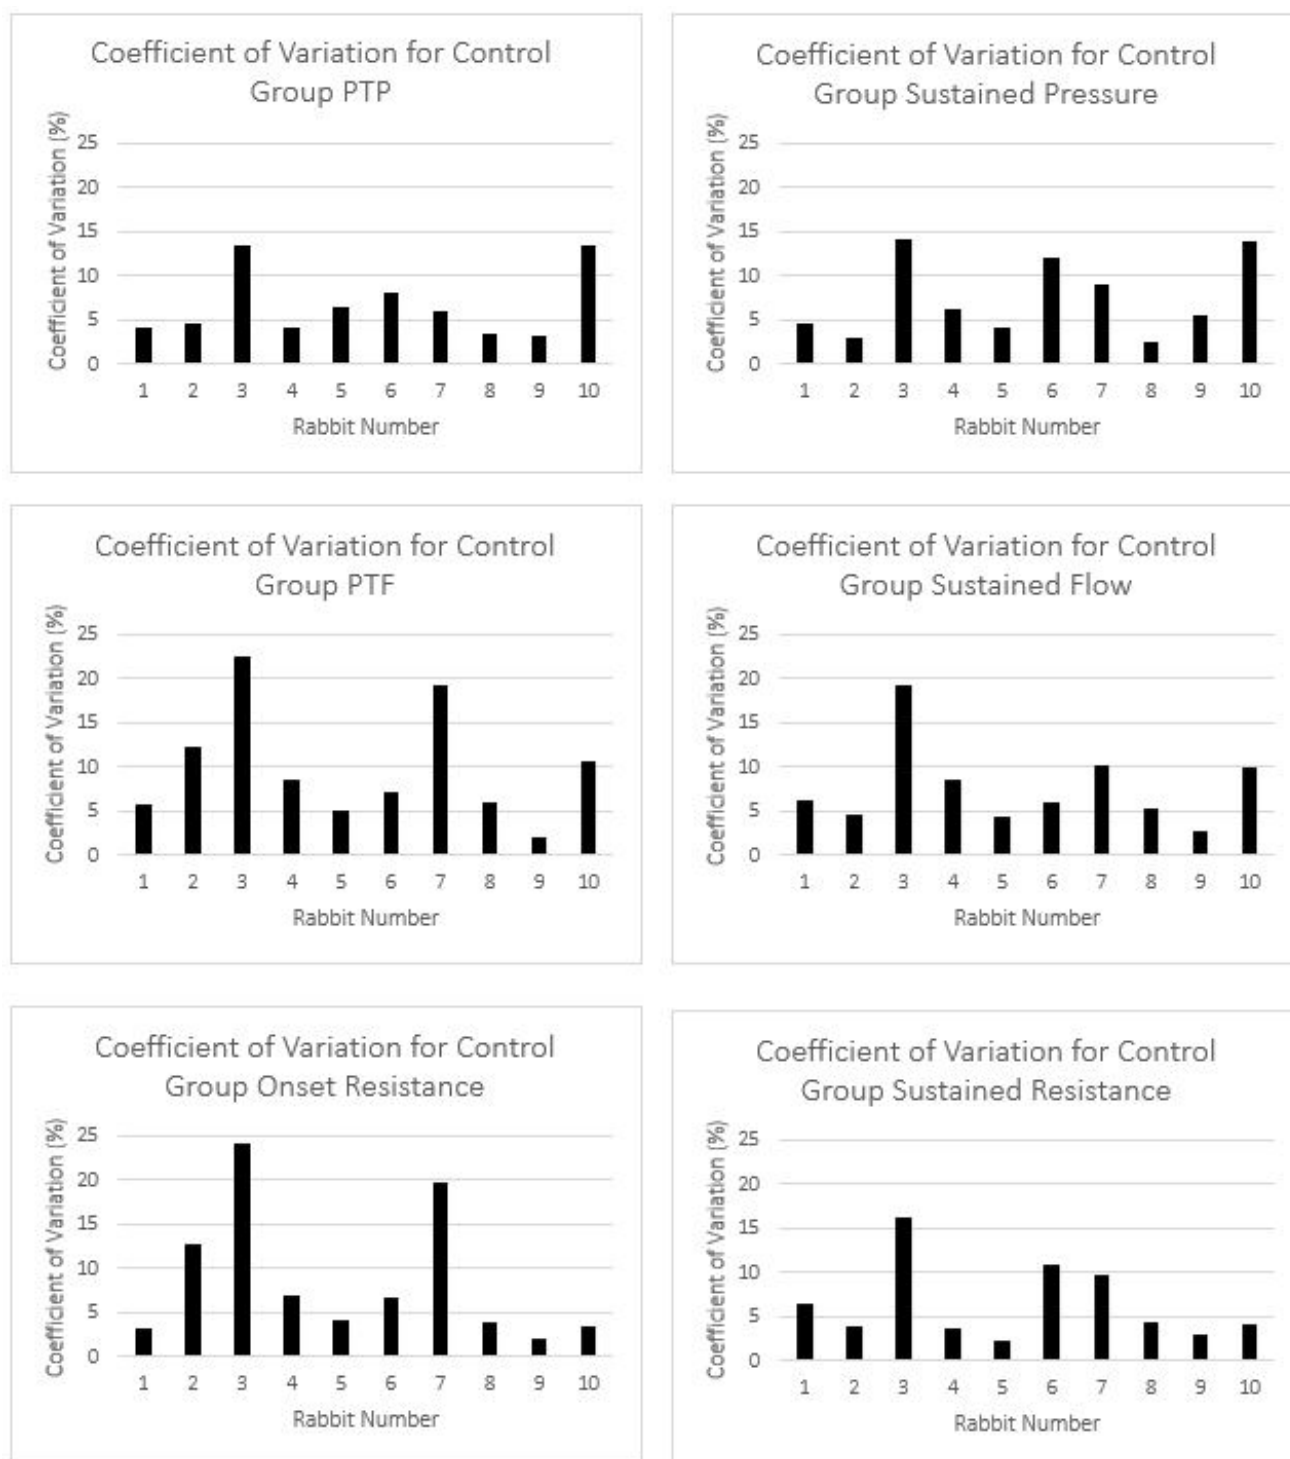 Coefficient of Variation for Control
Group PTP
Coefficient of Variation (%)
25
20
15
10
5
0
1 2 3 4 5 6 7 8 9 10
Rabbit Number
Coefficient of Variation for Control
Group Sustained Pressure
Coefficient of Variation (%)
25
20
15
10
5
0
1 2 3 4 5 6 7 8 9 10
Rabbit Number
Coefficient of Variation for Control
Group PTF
Coefficient of Variation (%)
25
20
15
10
5
0
1 2 3 4 5 6 7 8 9 10
Rabbit Number
Coefficient of Variation for Control
Group Sustained Flow
Coefficient of Variation (%)
25
20
15
10
5
0
1 2 3 4 5 6 7 8 9 10
Rabbit Number
Coefficient of Variation for Control
Group Onset Resistance
Coefficient of Variation (%)
25
20
15
10
5
0
1 2 3 4 5 6 7 8 9 10
Rabbit Number
Coefficient of Variation for Control
Group Sustained Resistance
Coefficient of Variation (%)
25
20
15
10
5
0
1 2 3 4 5 6 7 8 9 10
Rabbit Number